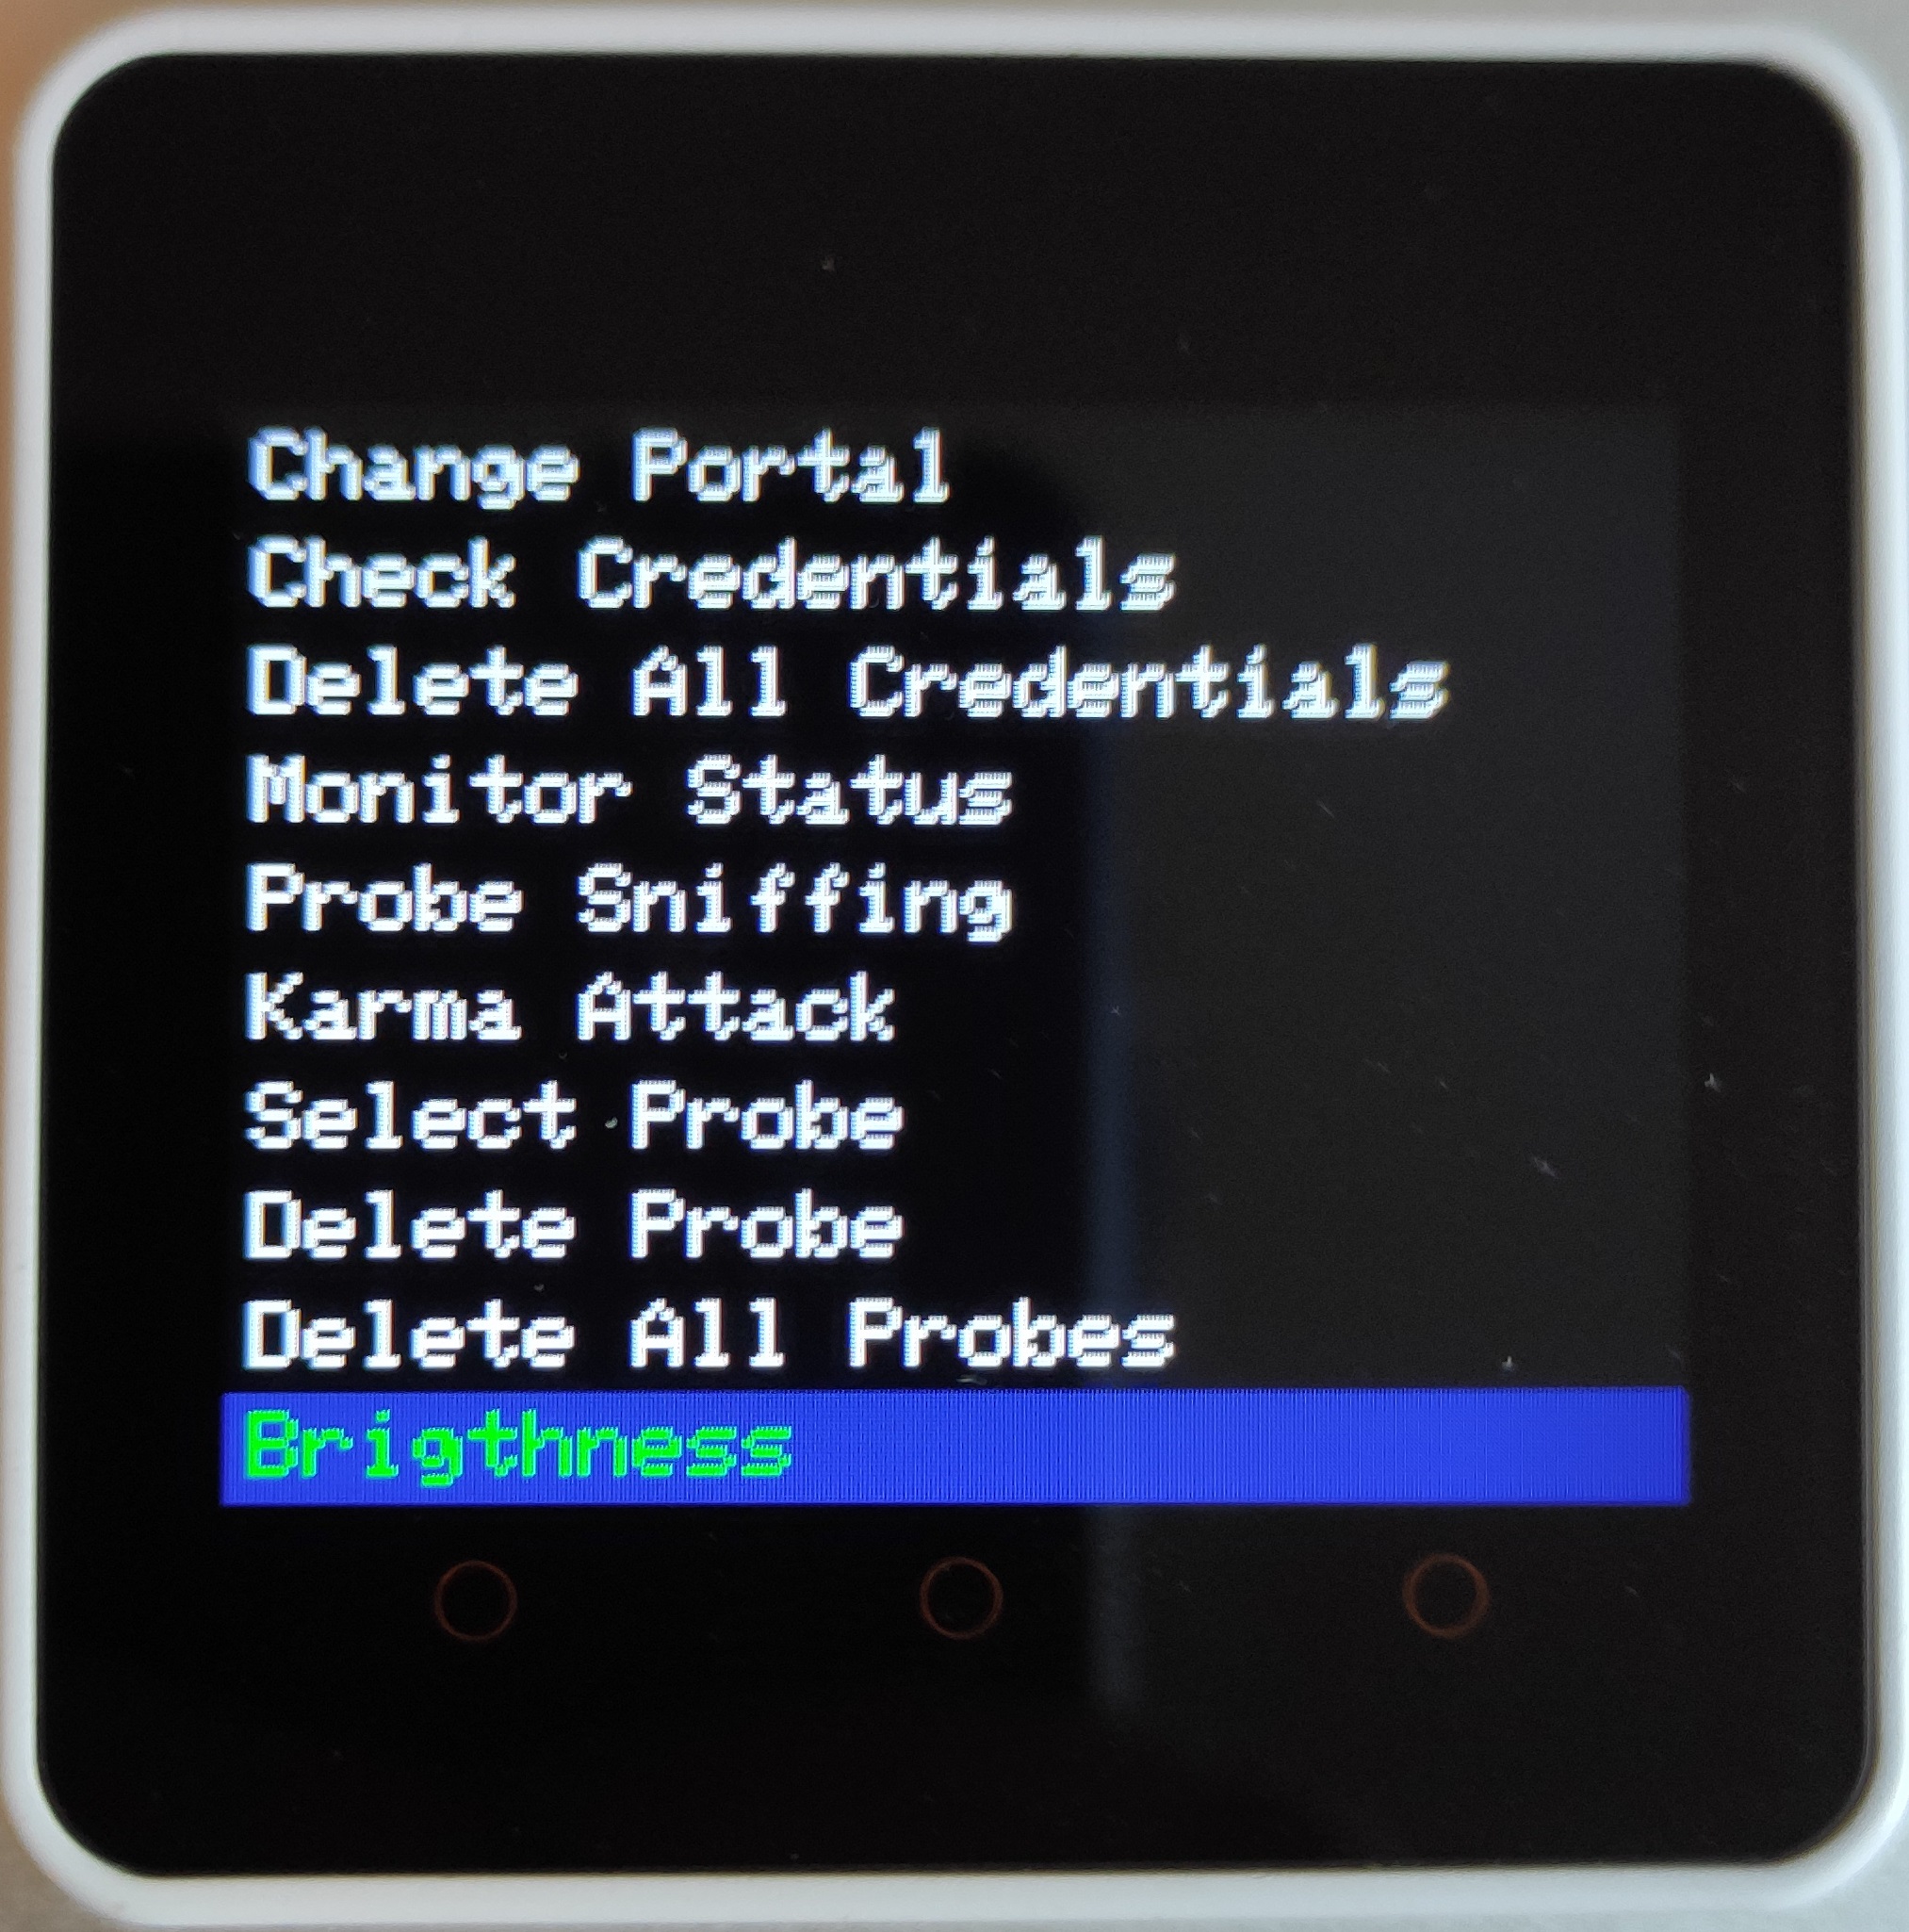 Change Portal
Check Credentials
Delete All Credentials
Monitor Status
Probe Sniffing
Karma Attack
Select Probe
Delete Probe
Delete All Probes
Brigthness